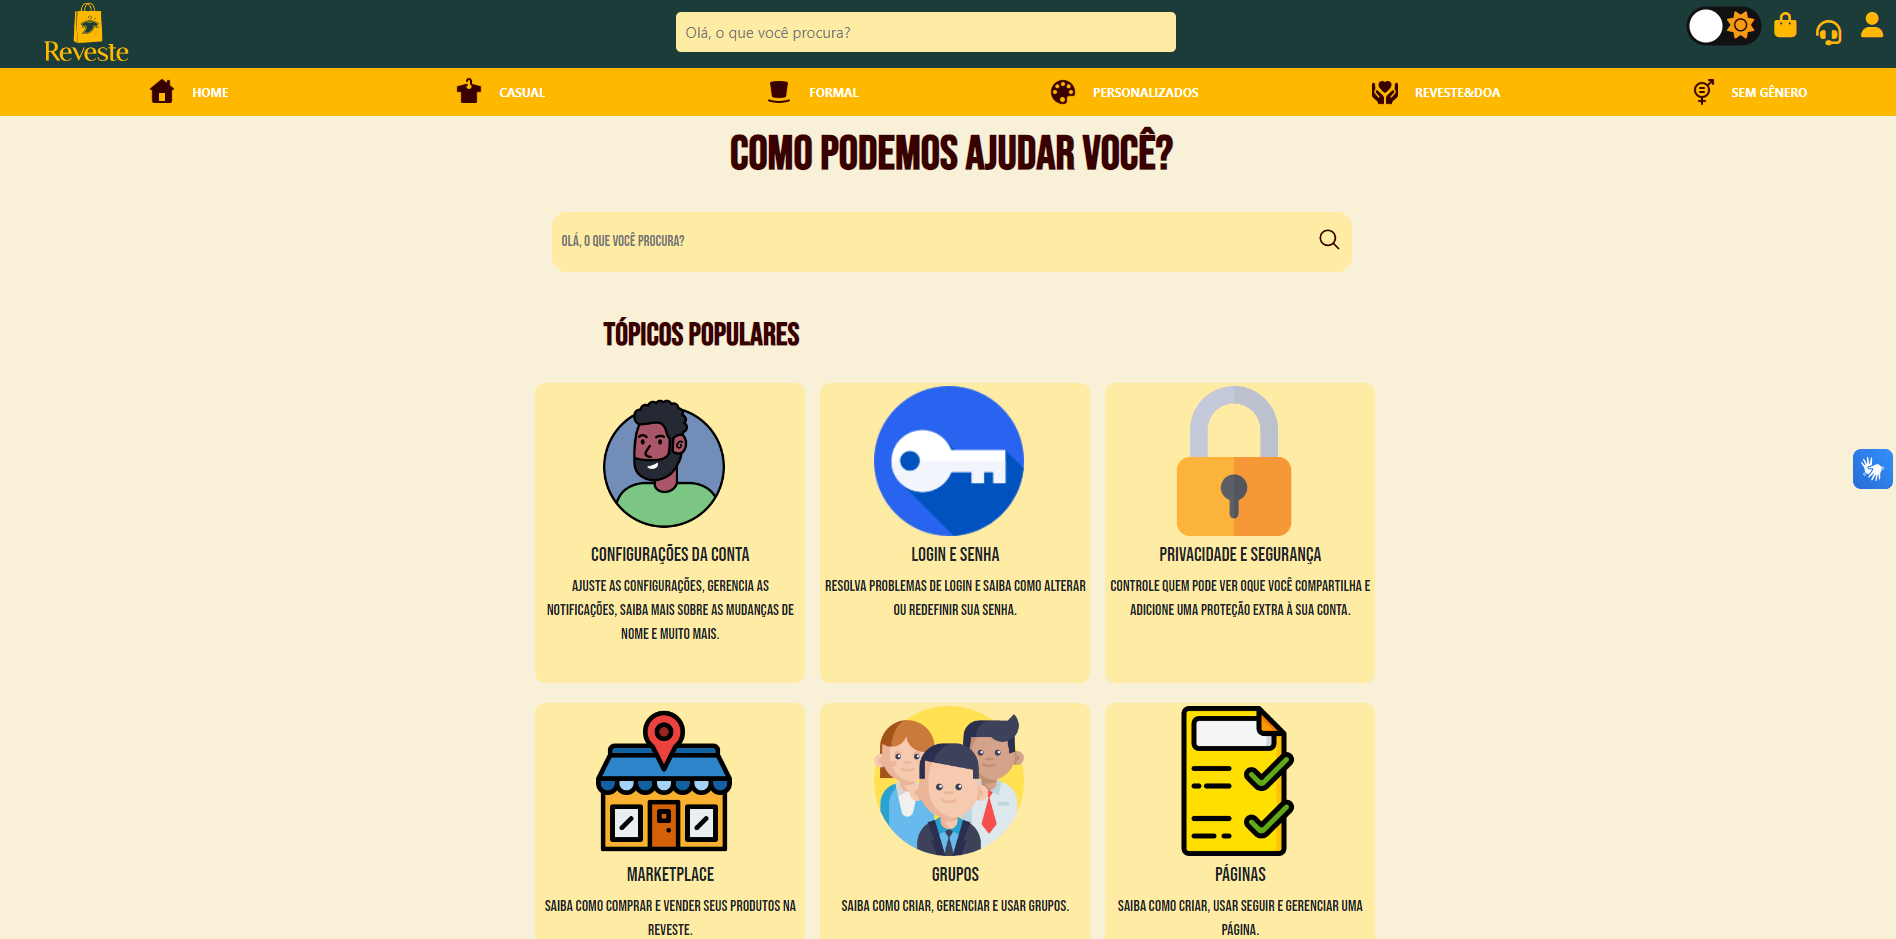 Reveste
Olá, o que você procura?
HOME
CASUAL
FORMAL
PERSONALIZADOS
REVESTE&DOA
SEM GÊNERO
COMO PODEMOS AJUDAR VOCÊ?
OLÁ, O QUE VOCÊ PROCURA?
TÓPICOS POPULARES
CONFIGURAÇÕES DA CONTA
AJUSTE AS CONFIGURAÇÕES, GERENCIA AS
NOTIFICAÇÕES, SAIBA MAIS SOBRE AS MUDANÇAS DE
NOME E MUITO MAIS.
LOGIN E SENHA
RESOLVA PROBLEMAS DE LOGIN E SAIBA COMO ALTERAR
OU REDEFINIR SUA SENHA.
PRIVACIDADE E SEGURANÇA
CONTROLE QUEM PODE VER OQUE VOCÊ COMPARTILHA E
ADICIONE UMA PROTEÇÃO EXTRA À SUA CONTA.
MARKETPLACE
SAIBA COMO COMPRAR E VENDER SEUS PRODUTOS NA
REVESTE.
GRUPOS
SAIBA COMO CRIAR, GERENCIAR E USAR GRUPOS.
PÁGINAS
SAIBA COMO CRIAR, USAR SEGUIR E GERENCIAR UMA
PÁGINA.